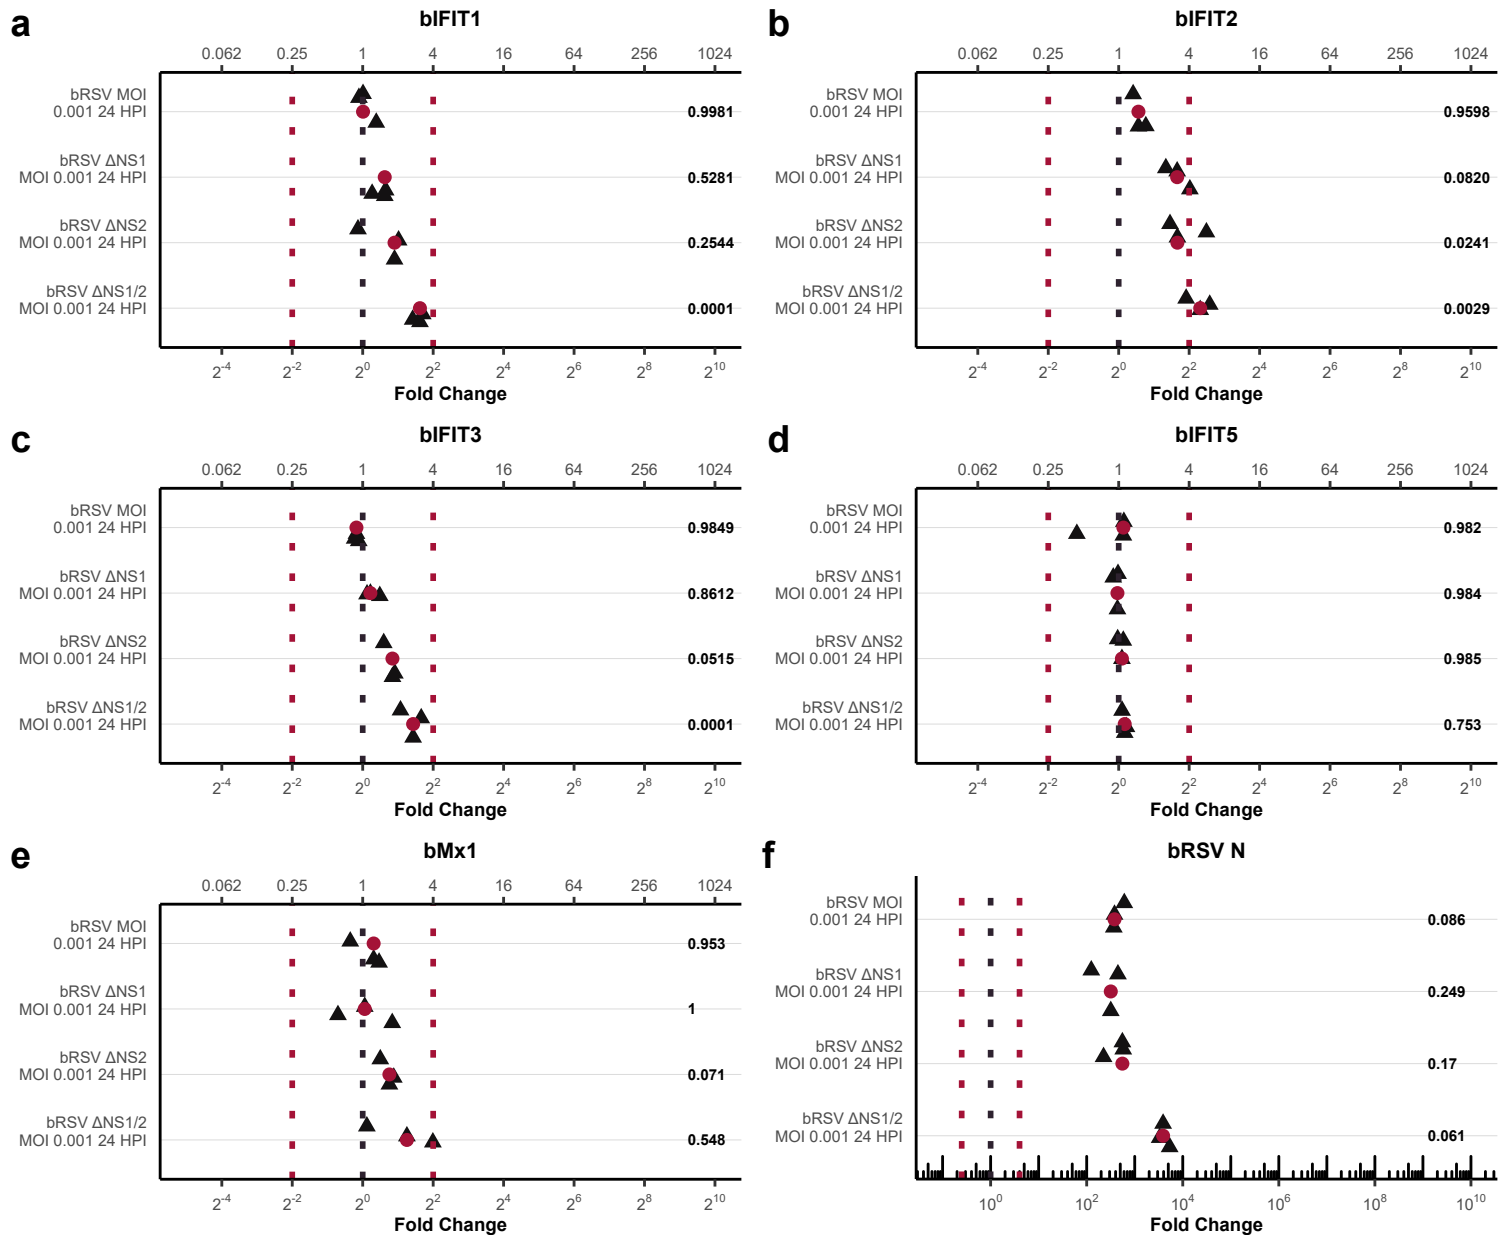 a
bIFIT1
0.062 0.25 1 4 16 64 256 1024
bRSV MOI
0.001 24 HPI 0.9981
bRSV ΔNS1
MOI 0.001 24 HPI 0.5281
bRSV ΔNS2
MOI 0.001 24 HPI 0.2544
bRSV ΔNS1/2
MOI 0.001 24 HPI 0.0001
2⁻⁴ 2⁻² 2⁰ 2² 2⁴ 2⁶ 2⁸ 2¹⁰
Fold Change
b
bIFIT2
0.062 0.25 1 4 16 64 256 1024
bRSV MOI
0.001 24 HPI 0.9598
bRSV ΔNS1
MOI 0.001 24 HPI 0.0820
bRSV ΔNS2
MOI 0.001 24 HPI 0.0241
bRSV ΔNS1/2
MOI 0.001 24 HPI 0.0029
2⁻⁴ 2⁻² 2⁰ 2² 2⁴ 2⁶ 2⁸ 2¹⁰
Fold Change
c
bIFIT3
0.062 0.25 1 4 16 64 256 1024
bRSV MOI
0.001 24 HPI 0.9849
bRSV ΔNS1
MOI 0.001 24 HPI 0.8612
bRSV ΔNS2
MOI 0.001 24 HPI 0.0515
bRSV ΔNS1/2
MOI 0.001 24 HPI 0.0001
2⁻⁴ 2⁻² 2⁰ 2² 2⁴ 2⁶ 2⁸ 2¹⁰
Fold Change
d
bIFIT5
0.062 0.25 1 4 16 64 256 1024
bRSV MOI
0.001 24 HPI 0.982
bRSV ΔNS1
MOI 0.001 24 HPI 0.984
bRSV ΔNS2
MOI 0.001 24 HPI 0.985
bRSV ΔNS1/2
MOI 0.001 24 HPI 0.753
2⁻⁴ 2⁻² 2⁰ 2² 2⁴ 2⁶ 2⁸ 2¹⁰
Fold Change
e
bMx1
0.062 0.25 1 4 16 64 256 1024
bRSV MOI
0.001 24 HPI 0.953
bRSV ΔNS1
MOI 0.001 24 HPI 1
bRSV ΔNS2
MOI 0.001 24 HPI 0.071
bRSV ΔNS1/2
MOI 0.001 24 HPI 0.548
2⁻⁴ 2⁻² 2⁰ 2² 2⁴ 2⁶ 2⁸ 2¹⁰
Fold Change
f
bRSV N
bRSV MOI
0.001 24 HPI 0.086
bRSV ΔNS1
MOI 0.001 24 HPI 0.249
bRSV ΔNS2
MOI 0.001 24 HPI 0.17
bRSV ΔNS1/2
MOI 0.001 24 HPI 0.061
10⁰ 10² 10⁴ 10⁶ 10⁸ 10¹⁰
Fold Change